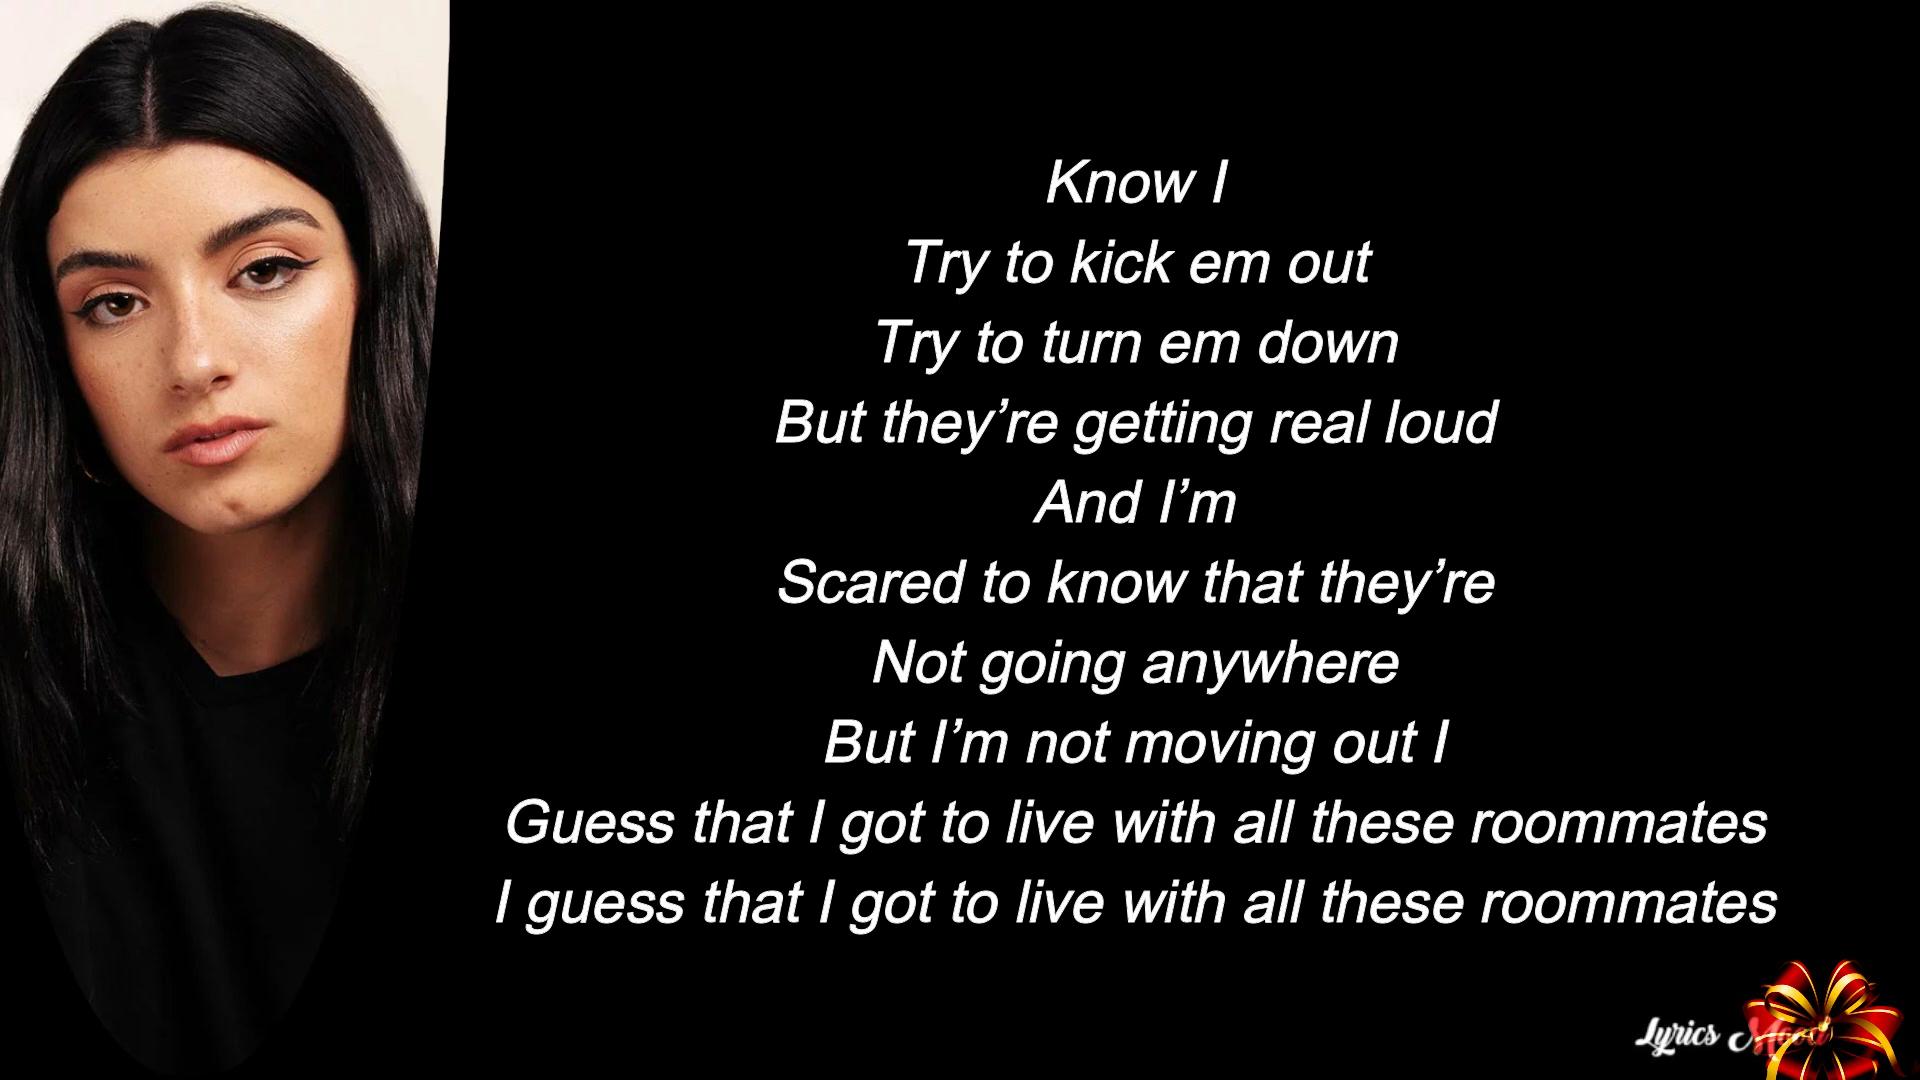 Know I
Try to kick em out
Try to turn em down
But they’re getting real loud
And I’m
Scared to know that they’re
Not going anywhere
But I’m not moving out I
Guess that I got to live with all these roommates
I guess that I got to live with all these roommates
Lyrics Mood